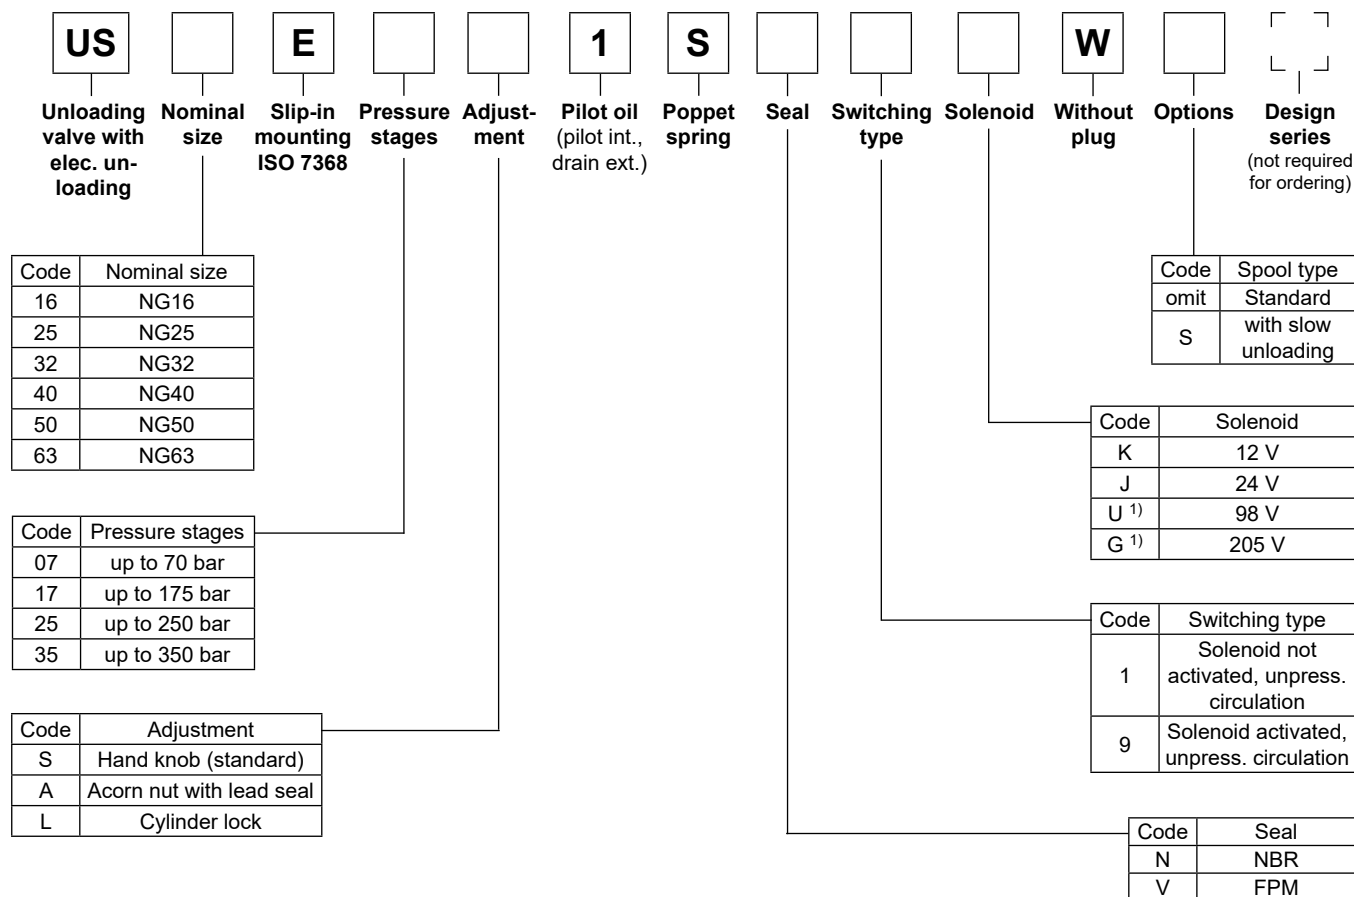 US E 1 S W
Unloading valve with elec. un-loading
Nominal size
Slip-in mounting ISO 7368
Pressure stages
Adjust-ment
Pilot oil (pilot int., drain ext.)
Poppet spring
Seal
Switching type
Solenoid
Without plug
Options
Design series (not required for ordering)
Code Nominal size
16 NG16
25 NG25
32 NG32
40 NG40
50 NG50
63 NG63
Code Pressure stages
07 up to 70 bar
17 up to 175 bar
25 up to 250 bar
35 up to 350 bar
Code Adjustment
S Hand knob (standard)
A Acorn nut with lead seal
L Cylinder lock
Code Spool type
omit Standard
S with slow unloading
Code Solenoid
K 12 V
J 24 V
U 1) 98 V
G 1) 205 V
Code Switching type
1 Solenoid not activated, unpress. circulation
9 Solenoid activated, unpress. circulation
Code Seal
N NBR
V FPM